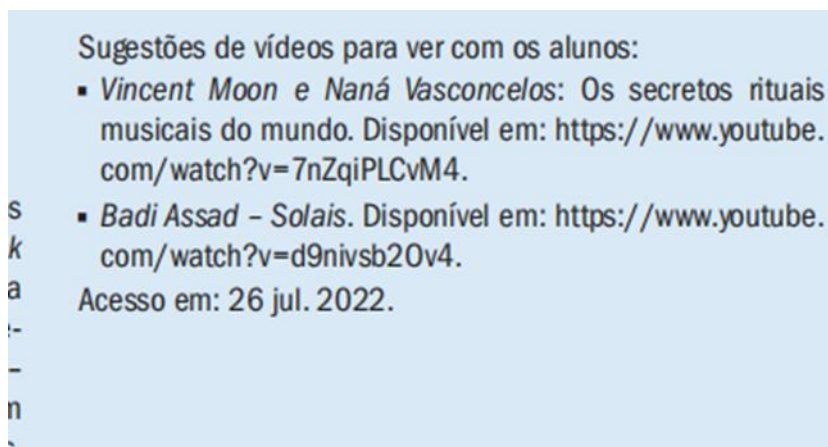 Sugestões de vídeos para ver com os alunos:
▪ Vincent Moon e Naná Vasconcelos: Os secretos rituais
musicais do mundo. Disponível em: https://www.youtube.
com/watch?v=7nZqiPLCvM4.
▪ Badi Assad – Solais. Disponível em: https://www.youtube.
com/watch?v=d9nivsb2Ov4.
Acesso em: 26 jul. 2022.